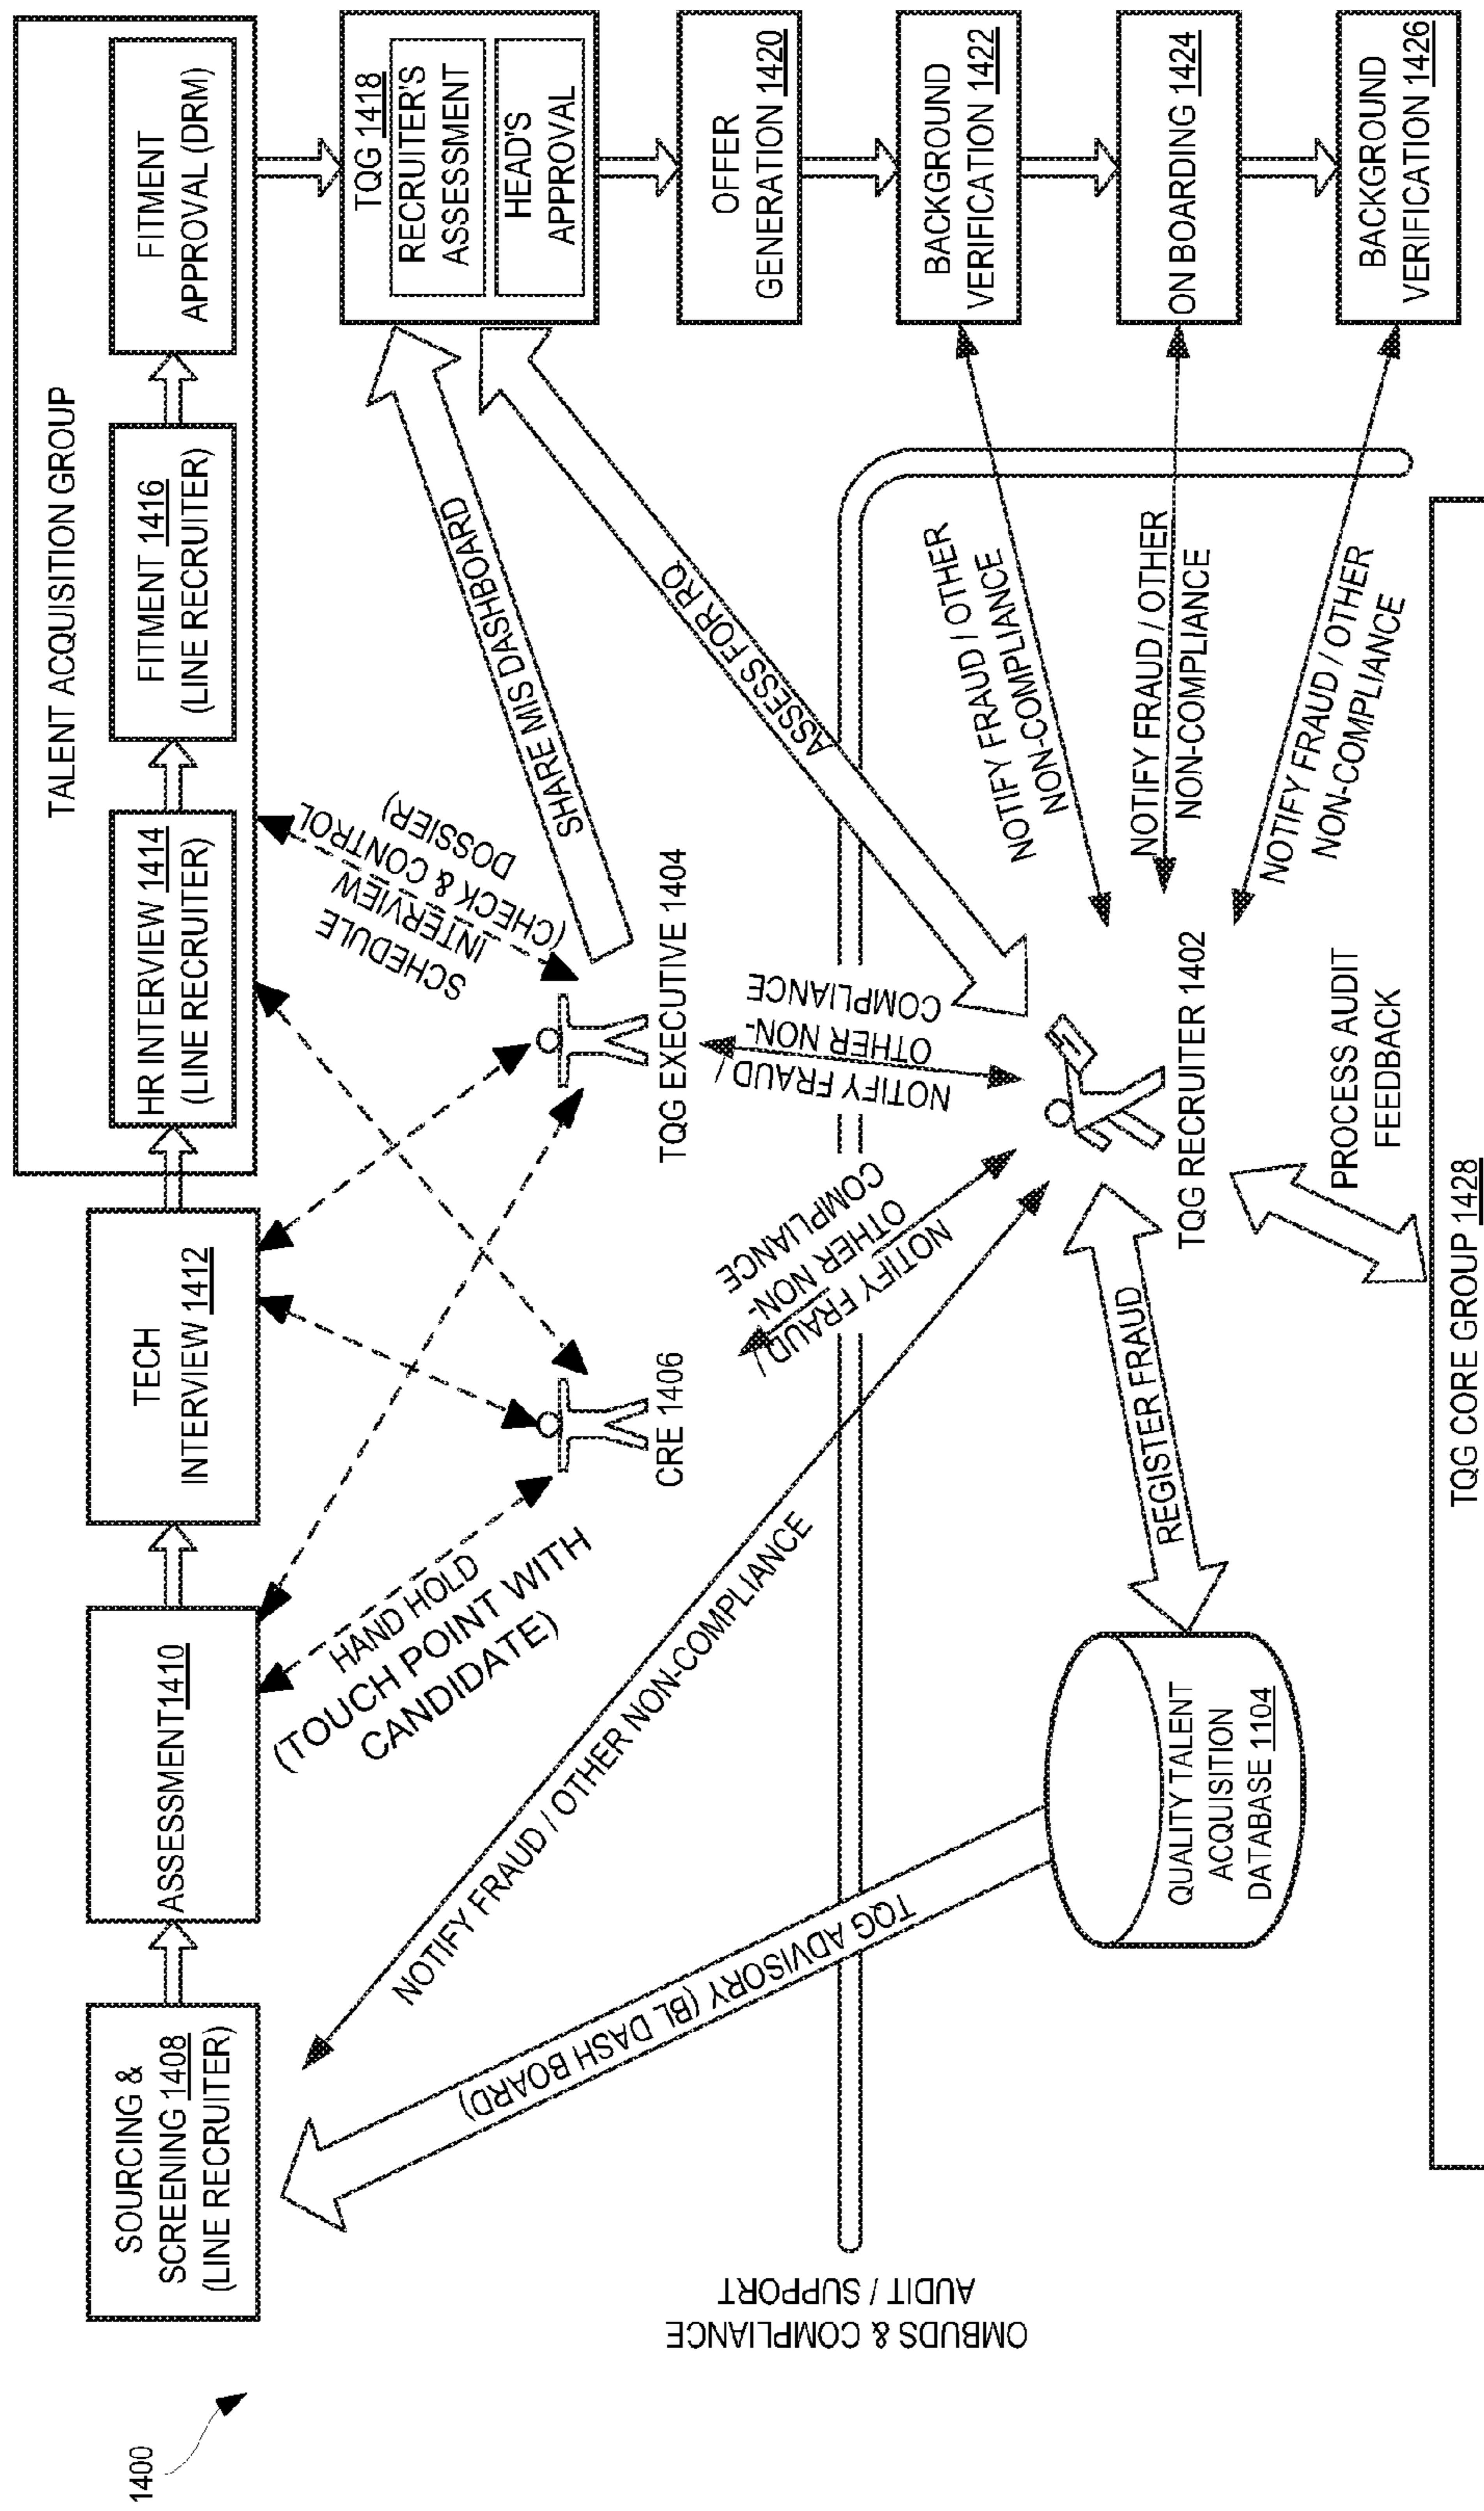 1400
SOURCING &
SCREENING 1408
(LINE RECRUITER)
ASSESSMENT1410
TECH
INTERVIEW 1412
TALENT ACQUISITION GROUP
HR INTERVIEW 1414
(LINE RECRUITER)
FITMENT 1416
(LINE RECRUITER)
FITMENT
APPROVAL (DRM)
TQG 1418
RECRUITER'S
ASSESSMENT
HEAD'S
APPROVAL
OFFER
GENERATION 1420
BACKGROUND
VERIFICATION 1422
ON BOARDING 1424
BACKGROUND
VERIFICATION 1426
HAND HOLD
(TOUCH POINT WITH
CANDIDATE)
SCHEDULE
INTERVIEW
(CHECK & CONTROL
DOSSIER)
SHARE MIS DASHBOARD
ASSESS FOR RQ
CRE 1406
TQG EXECUTIVE 1404
NOTIFY FRAUD / OTHER NON-COMPLIANCE
NOTIFY FRAUD /
OTHER NON-
COMPLIANCE
NOTIFY FRAUD /
OTHER NON-
COMPLIANCE
NOTIFY FRAUD / OTHER
NON-COMPLIANCE
NOTIFY FRAUD / OTHER
NON-COMPLIANCE
NOTIFY FRAUD / OTHER
NON-COMPLIANCE
TQG ADVISORY (BL DASH BOARD)
OMBUDS & COMPLIANCE
AUDIT / SUPPORT
QUALITY TALENT
ACQUISITION
DATABASE 1104
REGISTER FRAUD
TQG RECRUITER 1402
PROCESS AUDIT
FEEDBACK
TQG CORE GROUP 1428